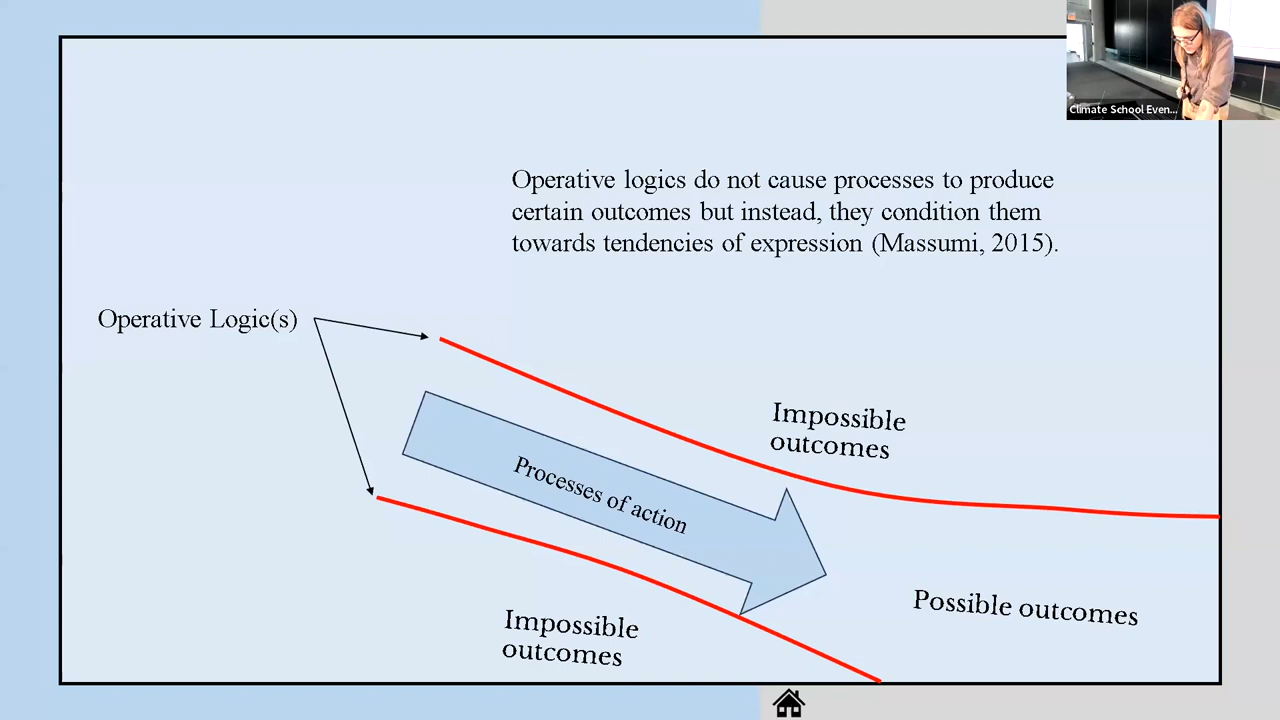 Climate School Even...
Operative logics do not cause processes to produce
certain outcomes but instead, they condition them
towards tendencies of expression (Massumi, 2015).
Operative Logic(s)
Impossible
outcomes
Processes of action
Possible outcomes
Impossible
outcomes